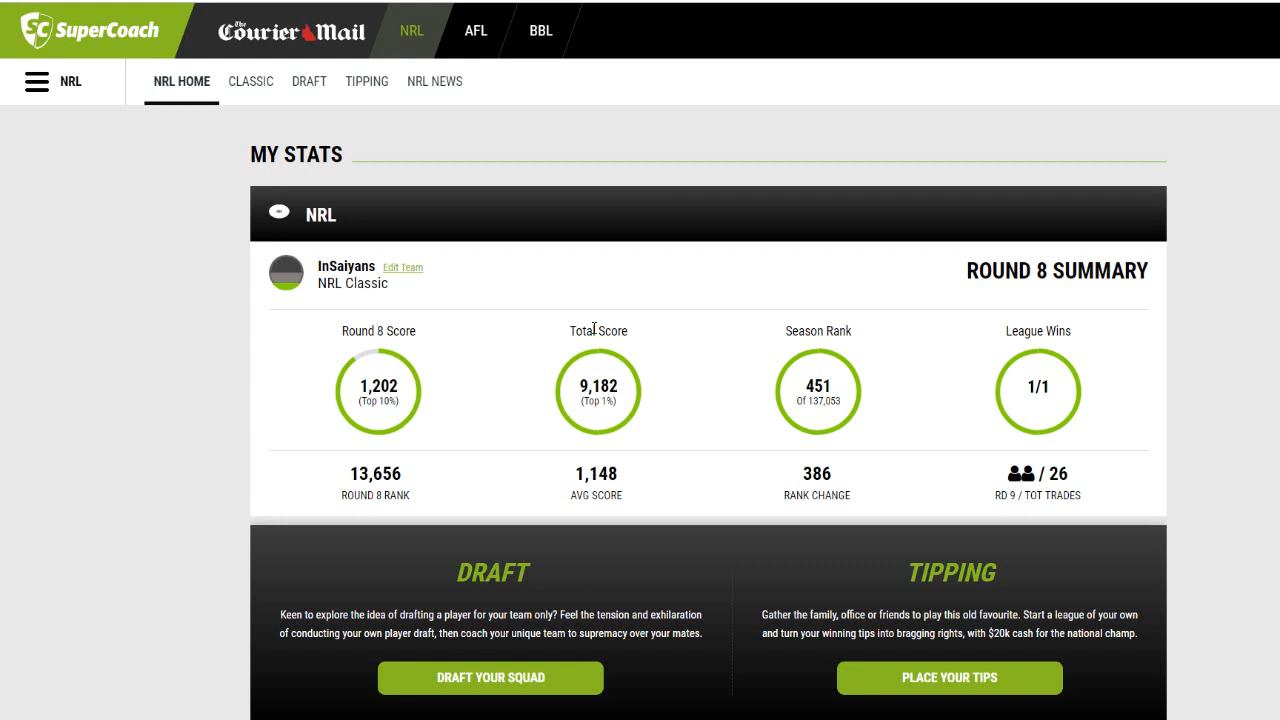 SC SuperCoach
The Courier Mail
NRL
AFL
BBL
NRL
NRL HOME
CLASSIC
DRAFT
TIPPING
NRL NEWS
MY STATS
NRL
InSaiyans Edit Team
NRL Classic
ROUND 8 SUMMARY
Round 8 Score
Total Score
Season Rank
League Wins
1,202
(Top 10%)
9,182
(Top 1%)
451
Of 137,053
1/1
13,656
ROUND 8 RANK
1,148
AVG SCORE
386
RANK CHANGE
/ 26
RD 9 / TOT TRADES
DRAFT
Keen to explore the idea of drafting a player for your team only? Feel the tension and exhilaration
of conducting your own player draft, then coach your unique team to supremacy over your mates.
DRAFT YOUR SQUAD
TIPPING
Gather the family, office or friends to play this old favourite. Start a league of your own
and turn your winning tips into bragging rights, with $20k cash for the national champ.
PLACE YOUR TIPS